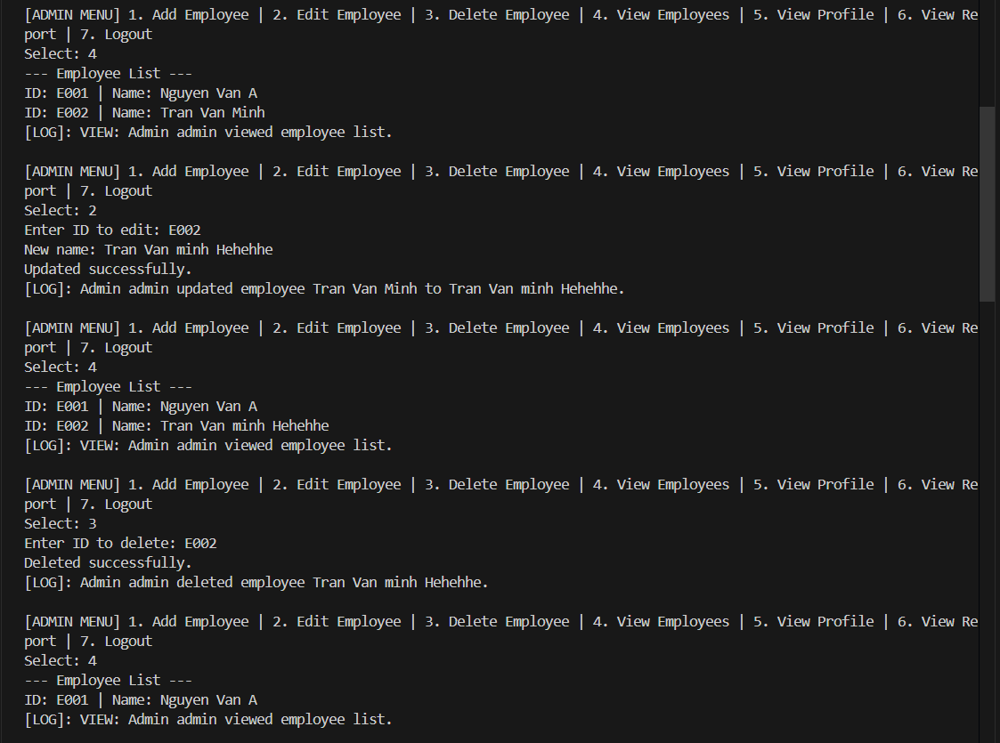 [ADMIN MENU] 1. Add Employee | 2. Edit Employee | 3. Delete Employee | 4. View Employees | 5. View Profile | 6. View Re
port | 7. Logout
Select: 4
--- Employee List ---
ID: E001 | Name: Nguyen Van A
ID: E002 | Name: Tran Van Minh
[LOG]: VIEW: Admin admin viewed employee list.

[ADMIN MENU] 1. Add Employee | 2. Edit Employee | 3. Delete Employee | 4. View Employees | 5. View Profile | 6. View Re
port | 7. Logout
Select: 2
Enter ID to edit: E002
New name: Tran Van minh Hehehhe
Updated successfully.
[LOG]: Admin admin updated employee Tran Van Minh to Tran Van minh Hehehhe.

[ADMIN MENU] 1. Add Employee | 2. Edit Employee | 3. Delete Employee | 4. View Employees | 5. View Profile | 6. View Re
port | 7. Logout
Select: 4
--- Employee List ---
ID: E001 | Name: Nguyen Van A
ID: E002 | Name: Tran Van minh Hehehhe
[LOG]: VIEW: Admin admin viewed employee list.

[ADMIN MENU] 1. Add Employee | 2. Edit Employee | 3. Delete Employee | 4. View Employees | 5. View Profile | 6. View Re
port | 7. Logout
Select: 3
Enter ID to delete: E002
Deleted successfully.
[LOG]: Admin admin deleted employee Tran Van minh Hehehhe.

[ADMIN MENU] 1. Add Employee | 2. Edit Employee | 3. Delete Employee | 4. View Employees | 5. View Profile | 6. View Re
port | 7. Logout
Select: 4
--- Employee List ---
ID: E001 | Name: Nguyen Van A
[LOG]: VIEW: Admin admin viewed employee list.